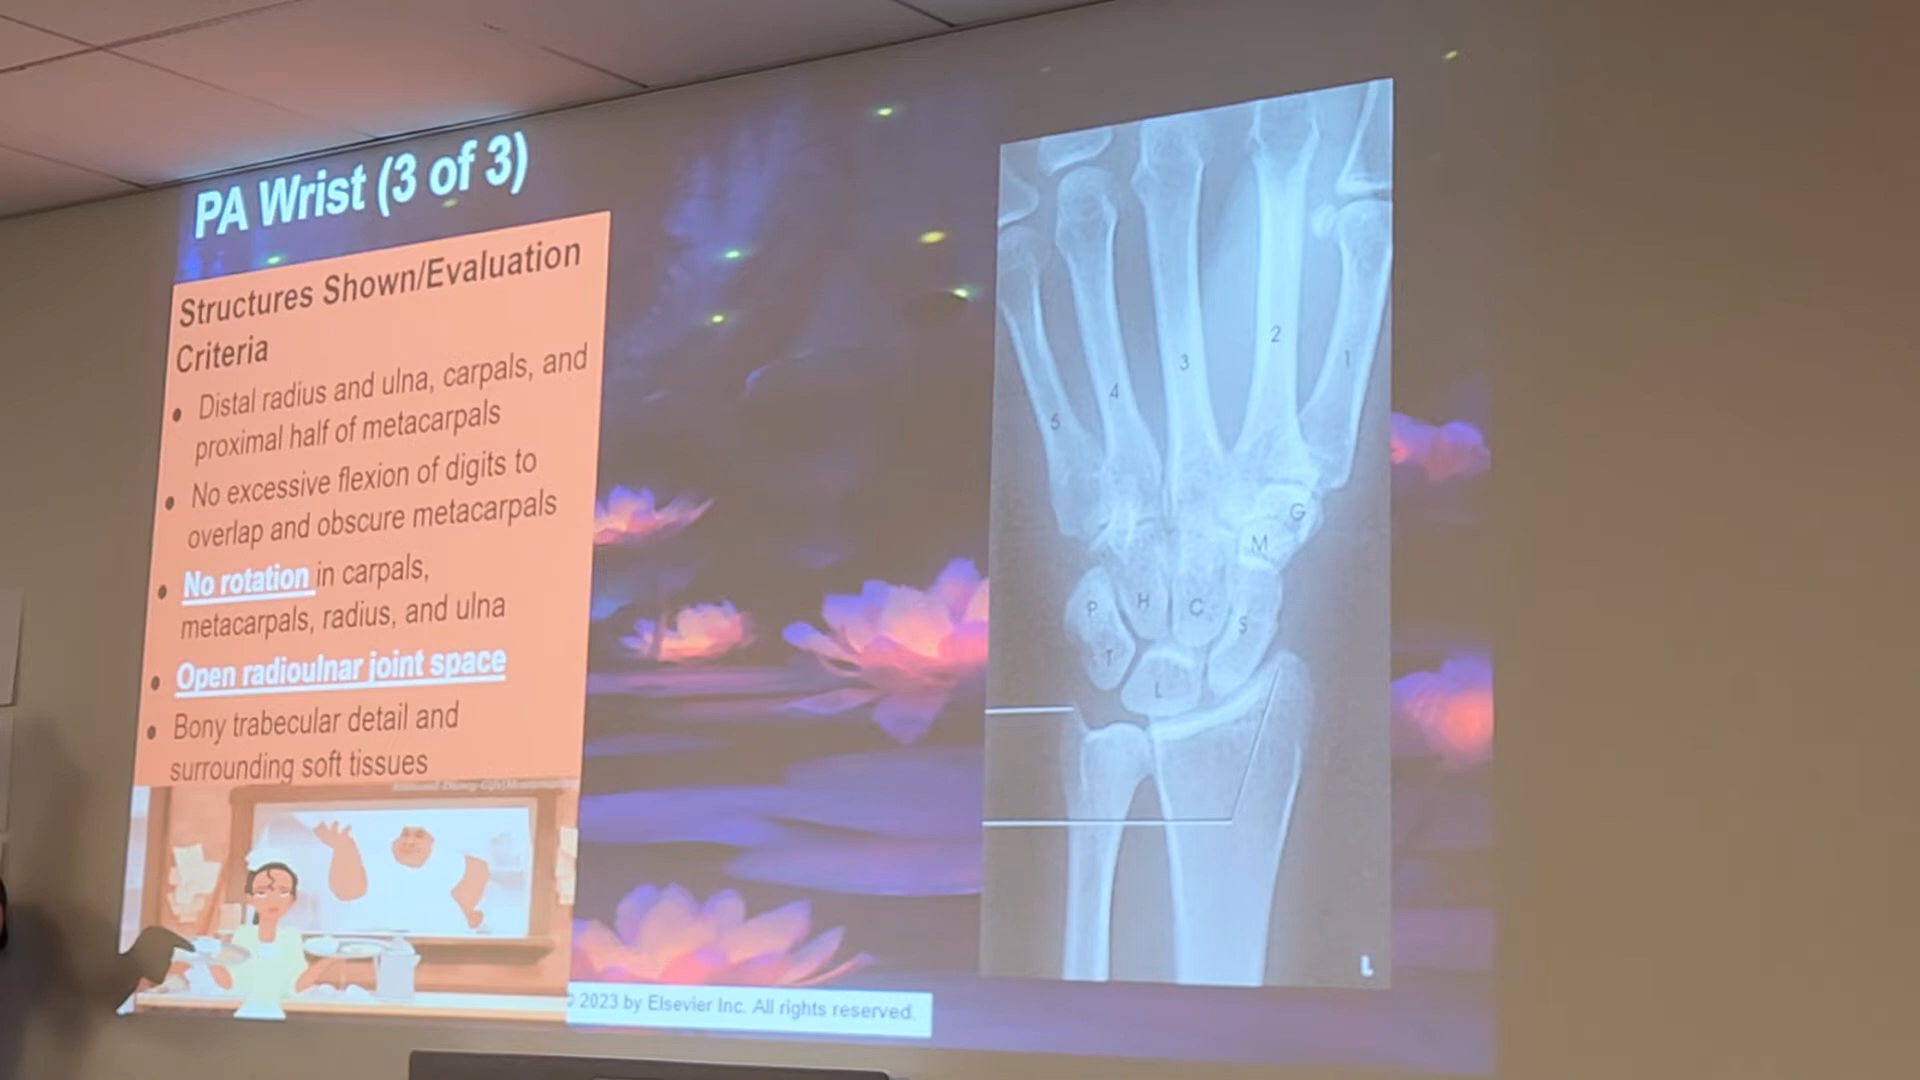 PA Wrist (3 of 3)
Structures Shown/Evaluation
Criteria
• Distal radius and ulna, carpals, and
proximal half of metacarpals
• No excessive flexion of digits to
overlap and obscure metacarpals
• No rotation in carpals,
metacarpals, radius, and ulna
• Open radioulnar joint space
• Bony trabecular detail and
surrounding soft tissues
2023 by Elsevier Inc. All rights reserved.
2
1
3
4
5
G
M
P
H
C
S
T
L
L